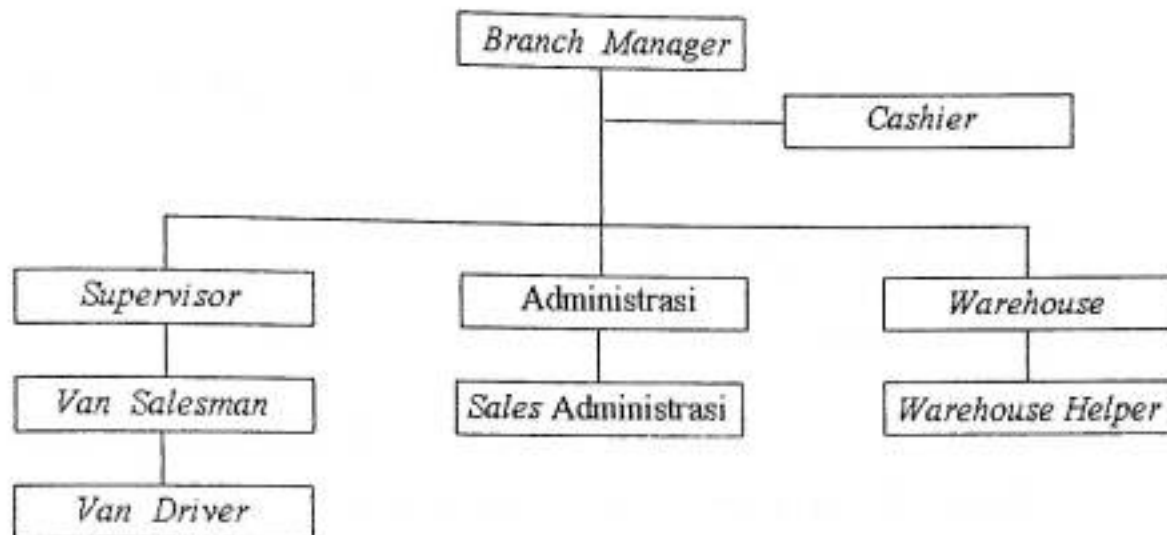 Branch Manager
Cashier
Supervisor
Administrasi
Warehouse
Van Salesman
Sales Administrasi
Warehouse Helper
Van Driver